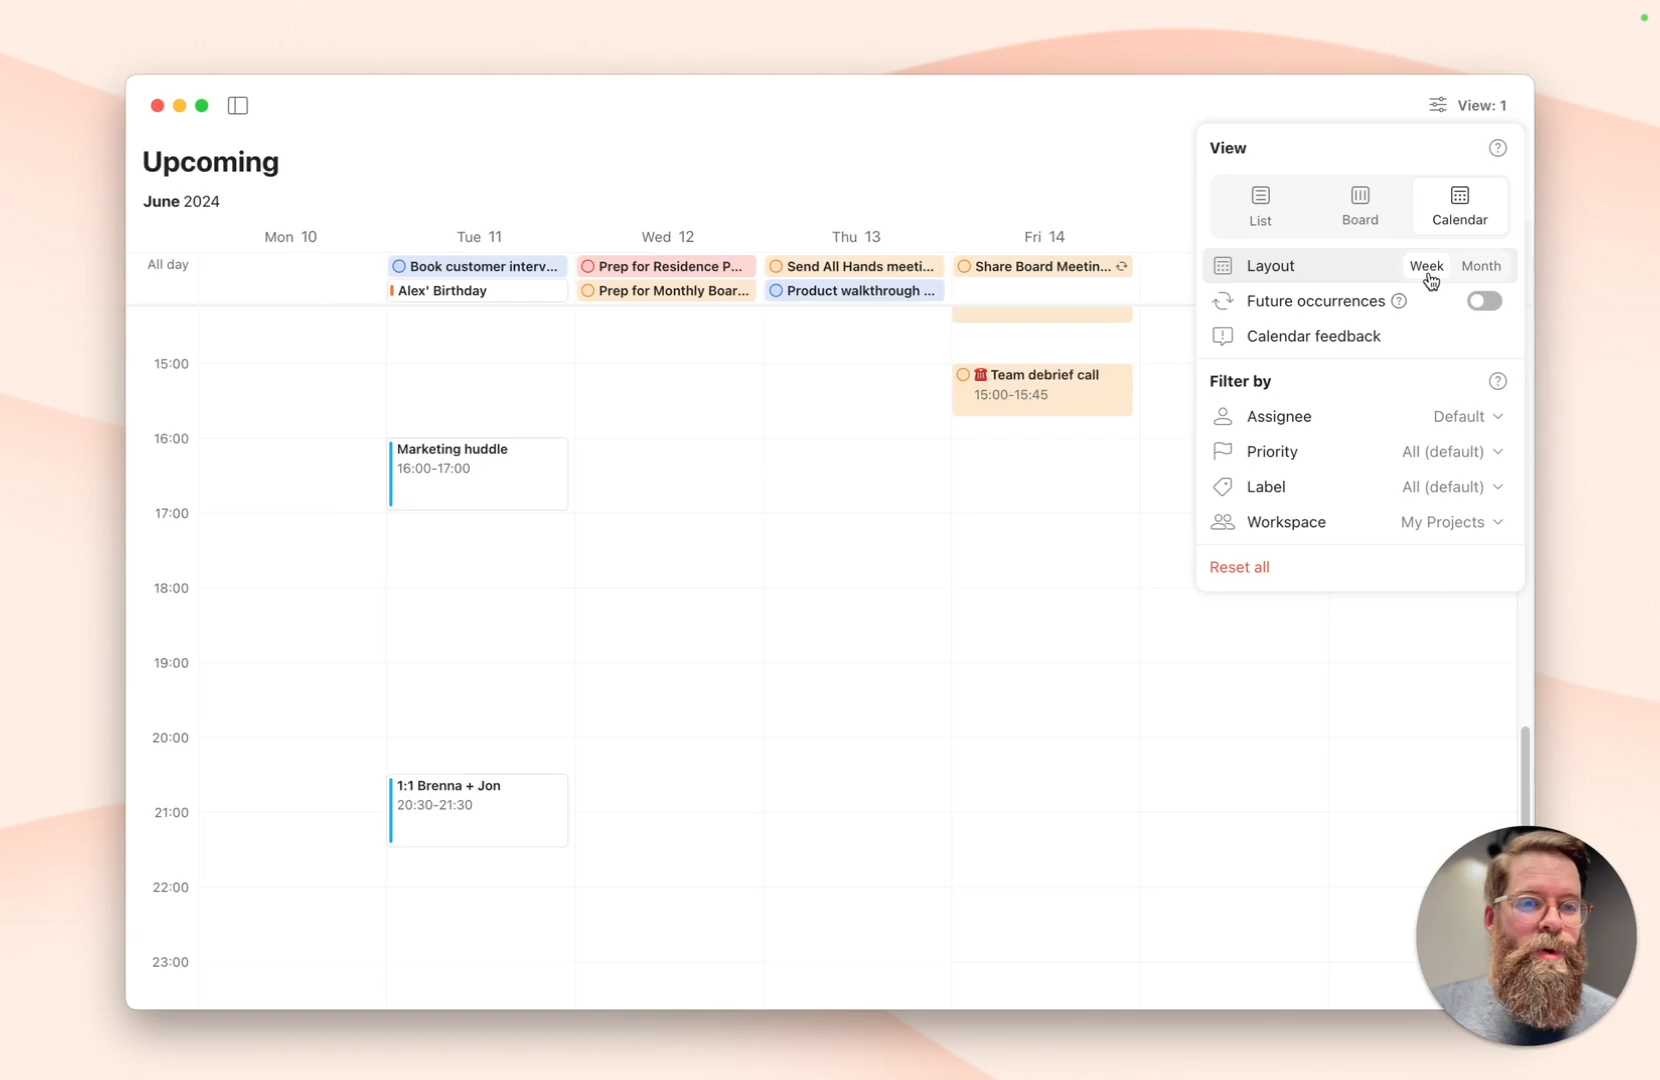 View: 1
Upcoming
June 2024
Mon 10
Tue 11
Wed 12
Thu 13
Fri 14
All day
Book customer interv...
Prep for Residence P...
Send All Hands meeti...
Share Board Meetin...
Alex' Birthday
Prep for Monthly Boar...
Product walkthrough ...
15:00
16:00
17:00
18:00
19:00
20:00
21:00
22:00
23:00
Team debrief call
15:00-15:45
Marketing huddle
16:00-17:00
1:1 Brenna + Jon
20:30-21:30
View
?
List
Board
Calendar
Layout
Week
Month
Future occurrences ?
Calendar feedback
Filter by
?
Assignee
Default
Priority
All (default)
Label
All (default)
Workspace
My Projects
Reset all